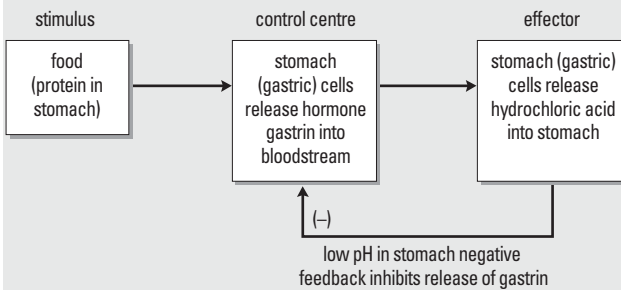 stimulus
control centre
effector
food
(protein in
stomach)
stomach
(gastric) cells
release hormone
gastrin into
bloodstream
stomach (gastric)
cells release
hydrochloric acid
into stomach
(–)
low pH in stomach negative
feedback inhibits release of gastrin